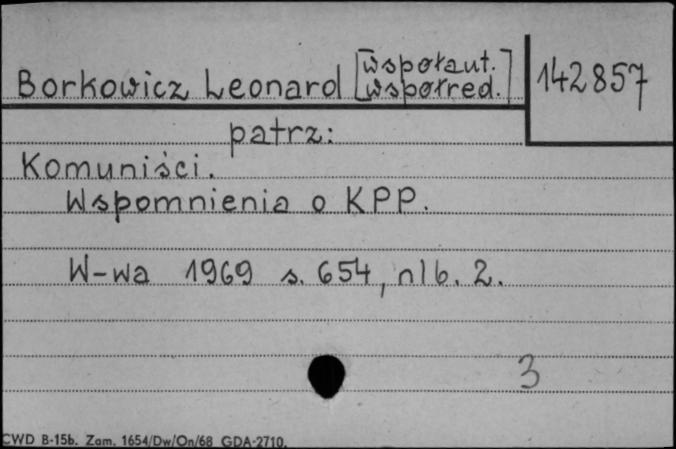 Borkowicz Leonard [współaut.
współred.] 142857
patrz:
Komuniści.
Wspomnienia o KPP.
W-wa 1969 s. 654, nlb. 2.
3
CWD B-15b. Zam. 1654/Dw/On/68 GDA-2710.